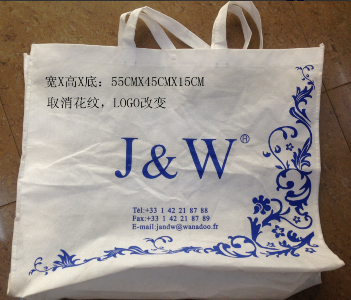 宽X高X底：55CMX45CMX15CM
取消花纹，LOGO改变
J&W®
Tel:+33 1 42 21 87 88
Fax:+33 1 42 21 87 89
E-mail:jandw@wanadoo.fr